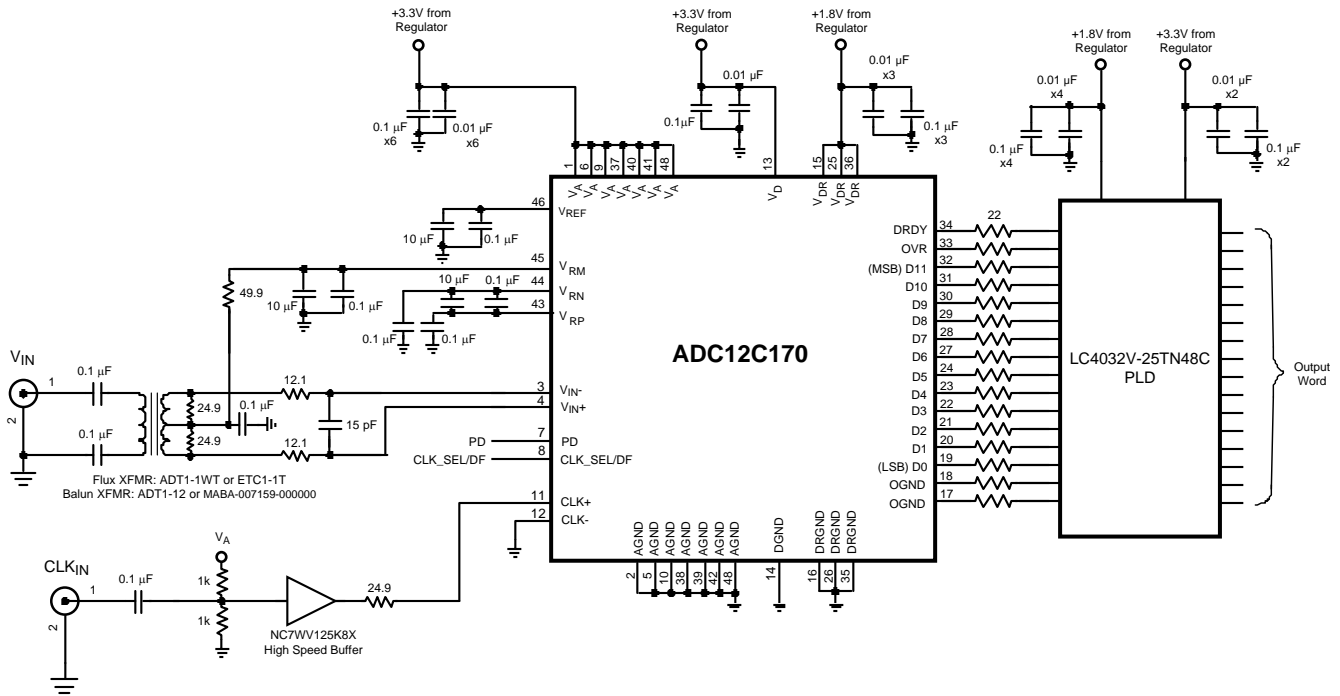 +3.3V from
Regulator
+3.3V from
Regulator
+1.8V from
Regulator
+1.8V from
Regulator
+3.3V from
Regulator
0.1 µF
x6
0.01 µF
x6
0.01 µF
0.1µF
0.01 µF
x3
0.1 µF
x3
0.01 µF
x4
0.1 µF
x4
0.01 µF
x2
0.1 µF
x2
1
6
9
37
40
41
48
13
15
25
36
VA
VA
VA
VA
VA
VA
VA
VD
VDR
VDR
VDR
46
VREF
10 µF
0.1 µF
45
VRM
44
VRN
43
VRP
49.9
10 µF
0.1 µF
10 µF
0.1 µF
0.1 µF
0.1 µF
ADC12C170
DRDY
34
22
OVR
33
(MSB) D11
32
D10
31
D9
30
D8
29
D7
28
D6
27
D5
24
D4
23
D3
22
D2
21
D1
20
(LSB) D0
19
OGND
18
OGND
17
LC4032V-25TN48C
PLD
Output
Word
VIN
1
2
0.1 µF
0.1 µF
24.9
24.9
0.1 µF
12.1
12.1
15 pF
3
VIN-
4
VIN+
PD
7
PD
CLK_SEL/DF
8
CLK_SEL/DF
Flux XFMR: ADT1-1WT or ETC1-1T
Balun XFMR: ADT1-12 or MABA-007159-000000
11
CLK+
12
CLK-
AGND
AGND
AGND
AGND
AGND
AGND
AGND
DGND
DRGND
DRGND
DRGND
2
5
10
38
39
42
48
14
16
26
35
CLKIN
1
2
0.1 µF
VA
1k
1k
24.9
NC7WV125K8X
High Speed Buffer